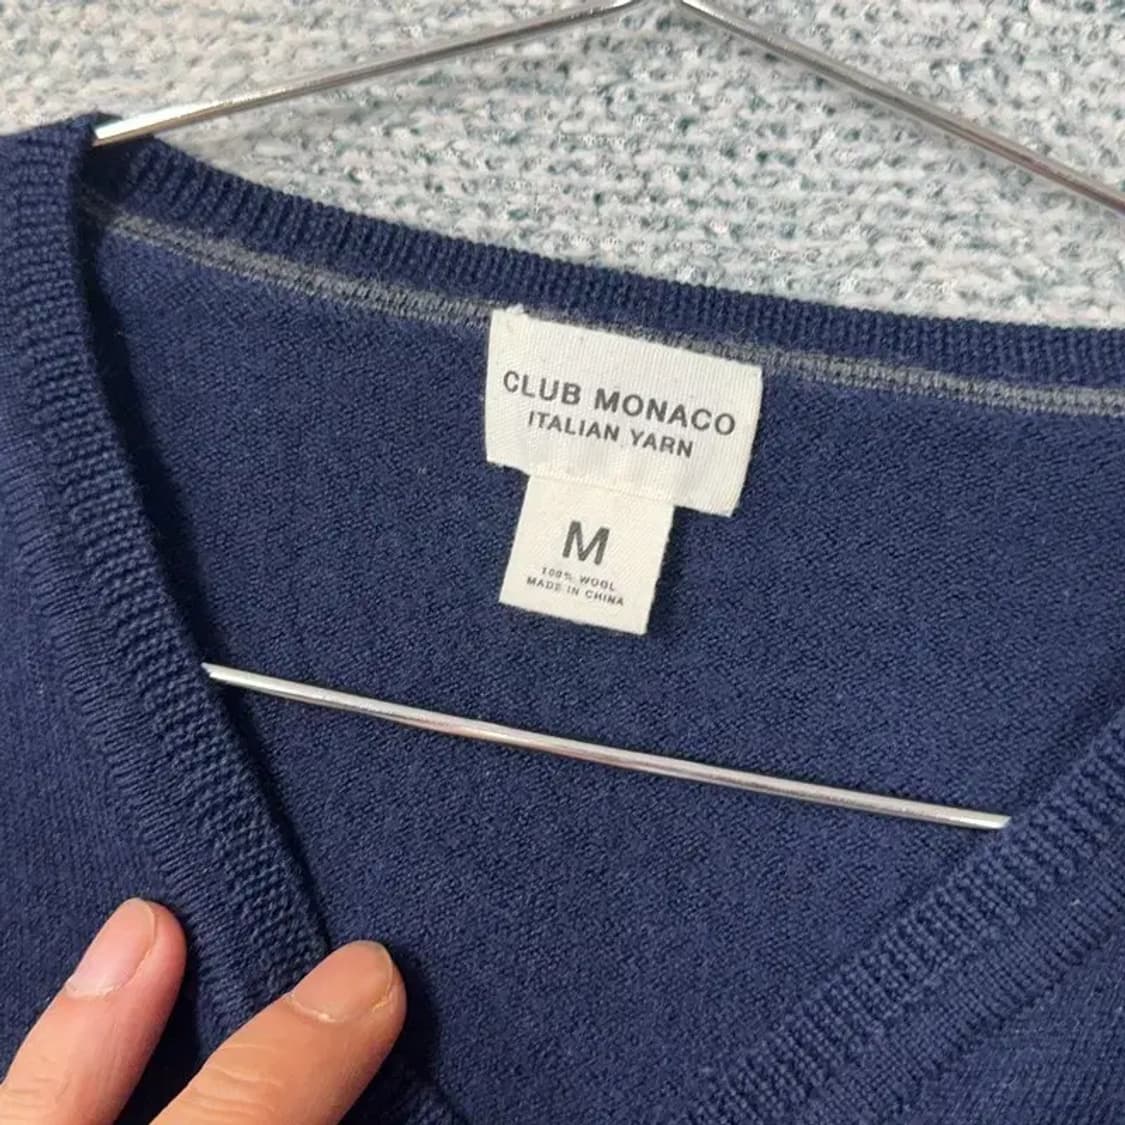 CLUB MONACO
ITALIAN YARN
M
100% WOOL
MADE IN CHINA